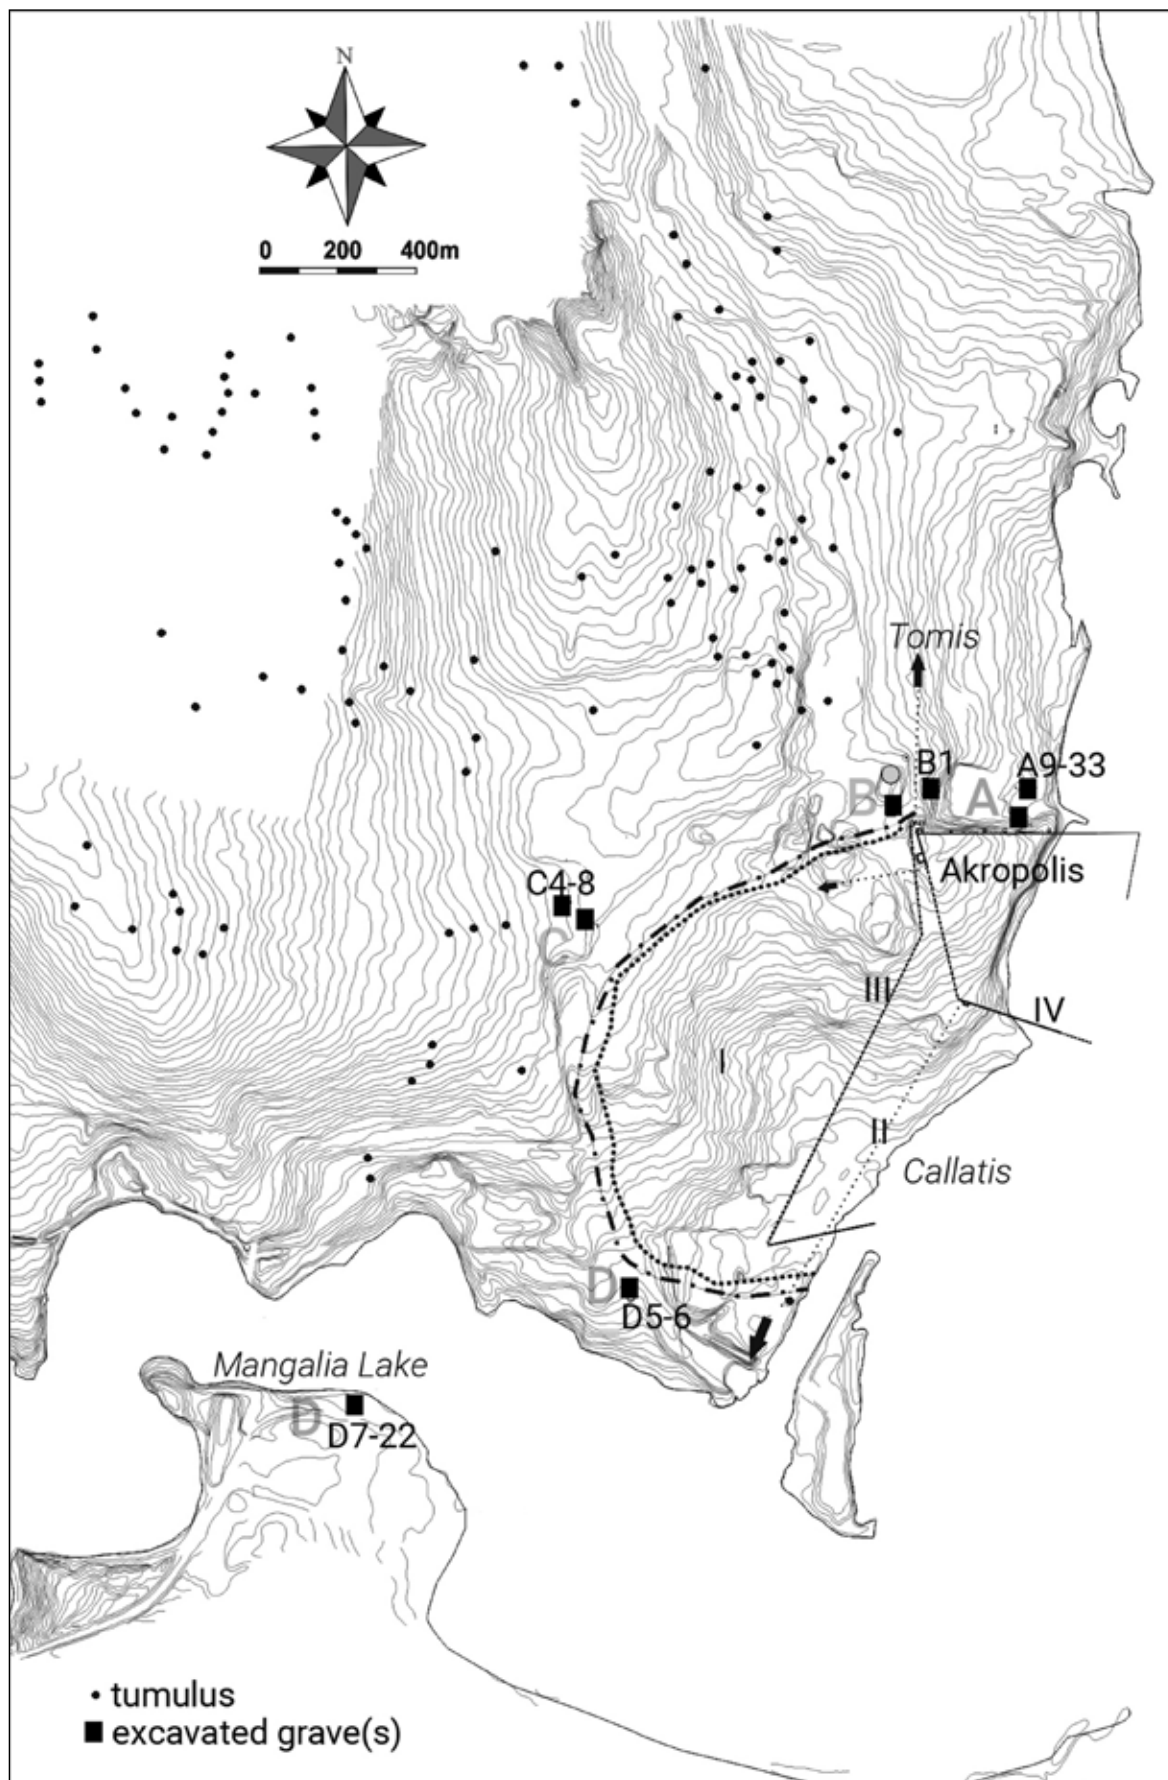 N
0 200 400m
Tomis
B1
A9-33
B
A
Akropolis
C4-8
C
III
IV
I
II
Callatis
D
D5-6
Mangalia Lake
D
D7-22
tumulus
excavated grave(s)